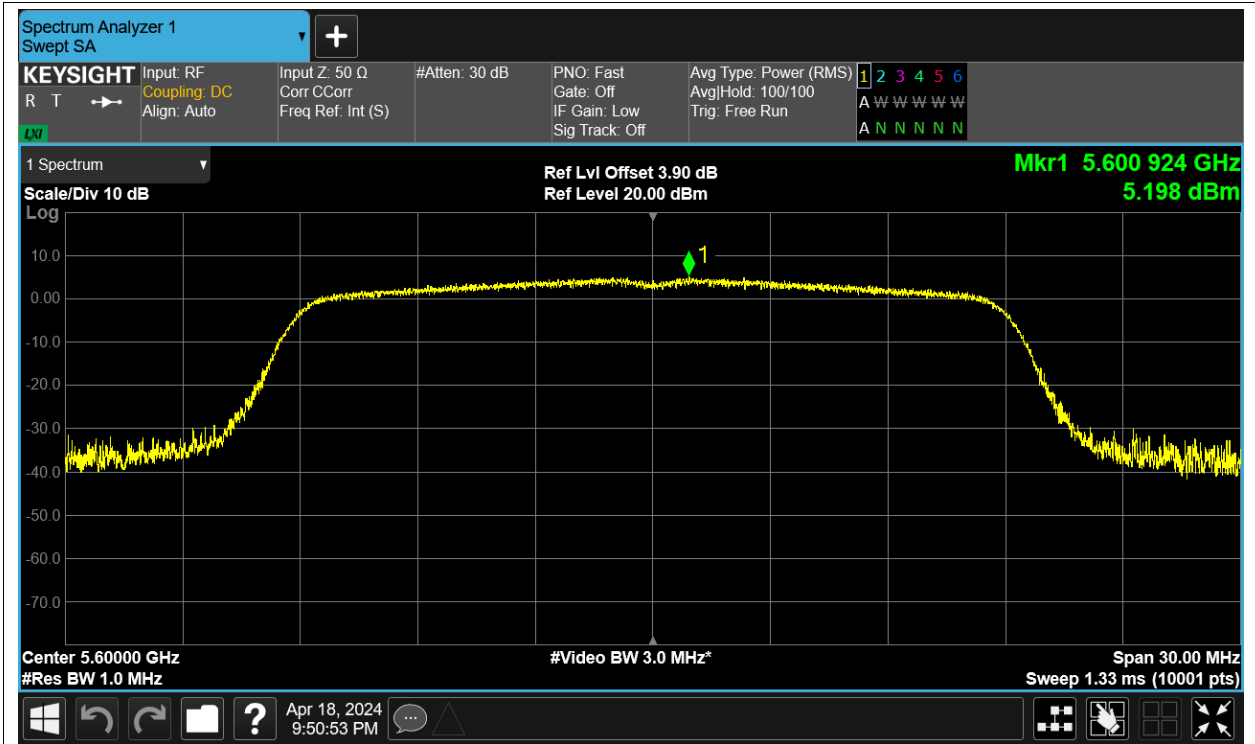 Spectrum Analyzer 1
Swept SA
KEYSIGHT
R T
LXI
Input: RF
Coupling: DC
Align: Auto
Input Z: 50 Ω
Corr CCorr
Freq Ref: Int (S)
#Atten: 30 dB
PNO: Fast
Gate: Off
IF Gain: Low
Sig Track: Off
Avg Type: Power (RMS)
Avg|Hold: 100/100
Trig: Free Run
1 2 3 4 5 6
A W W W W W
A N N N N N
1 Spectrum
Scale/Div 10 dB
Log
Ref Lvl Offset 3.90 dB
Ref Level 20.00 dBm
Mkr1 5.600 924 GHz
5.198 dBm
1
10.0
0.00
-10.0
-20.0
-30.0
-40.0
-50.0
-60.0
-70.0
Center 5.60000 GHz
#Res BW 1.0 MHz
#Video BW 3.0 MHz*
Span 30.00 MHz
Sweep 1.33 ms (10001 pts)
?
Apr 18, 2024
9:50:53 PM